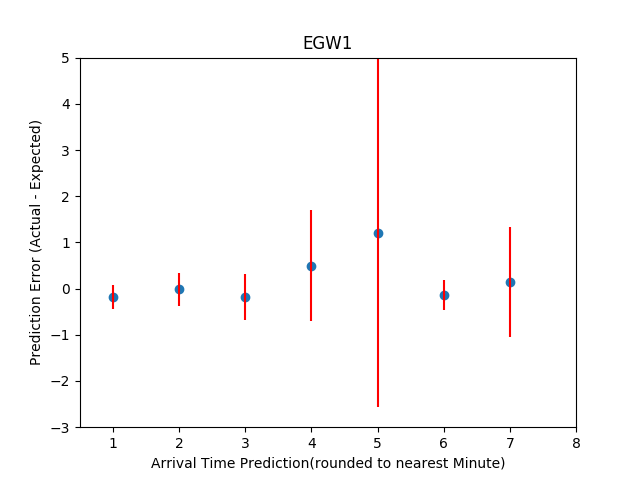 EGW1
5
4
3
2
1
0
−1
−2
−3
Prediction Error (Actual - Expected)
1 2 3 4 5 6 7 8
Arrival Time Prediction(rounded to nearest Minute)